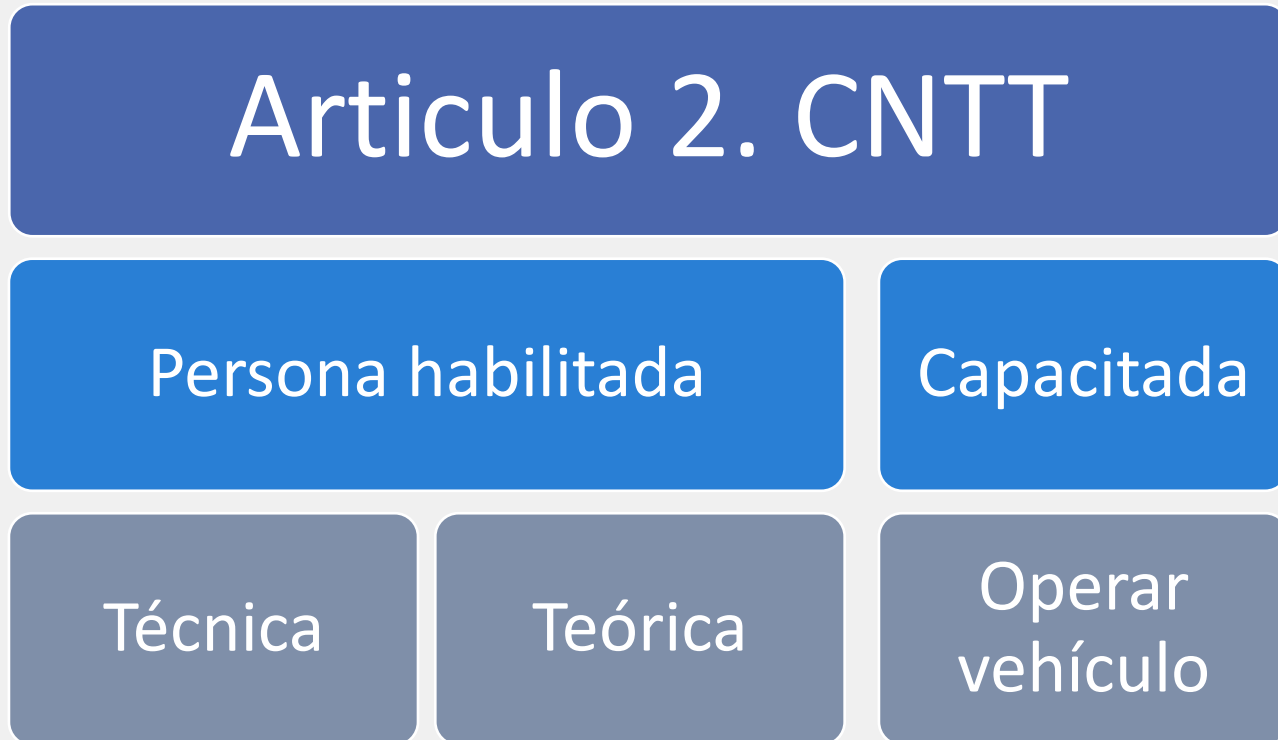 Articulo 2. CNTT
Persona habilitada
Capacitada
Técnica
Teórica
Operar
vehículo